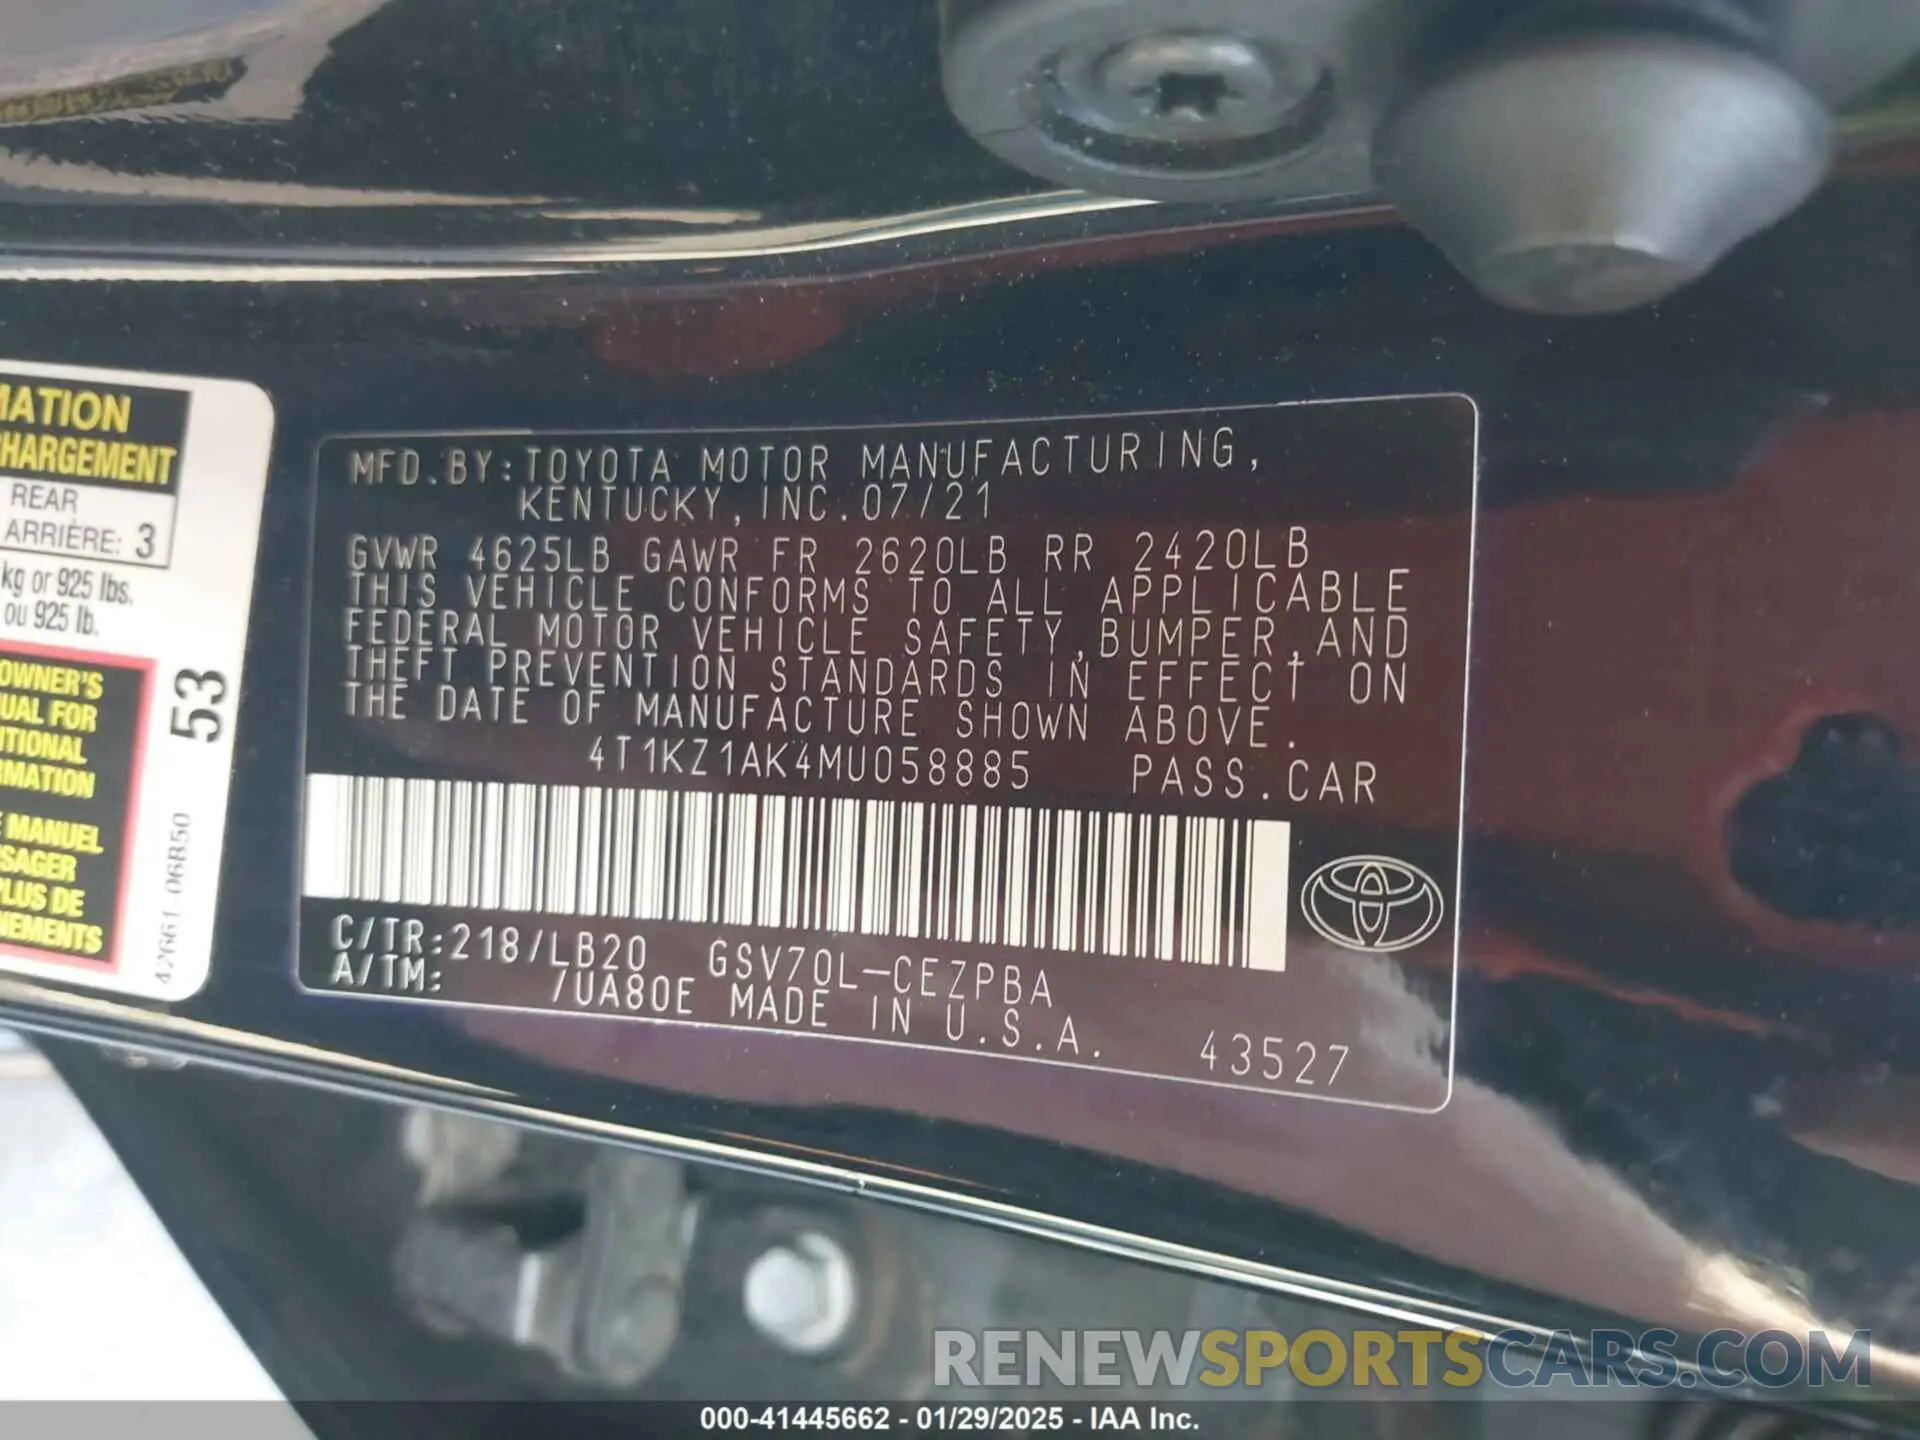 MATION
CHARGEMENT
REAR
ARRIÈRE: 3
kg or 925 lbs.
ou 925 lb.
OWNER'S
UAL FOR
ITIONAL
RMATION
E MANUEL
SAGER
PLUS DE
NEMENTS
53
42661-06B50
MFD.BY:TOYOTA MOTOR MANUFACTURING,
KENTUCKY, INC.07/21
GVWR 4625LB GAWR FR 2620LB RR 2420LB
THIS VEHICLE CONFORMS TO ALL APPLICABLE
FEDERAL MOTOR VEHICLE SAFETY,BUMPER,AND
THEFT PREVENTION STANDARDS IN EFFECT ON
THE DATE OF MANUFACTURE SHOWN ABOVE.
4T1KZ1AK4MU058885 PASS.CAR
C/TR:218/LB20 GSV70L-CEZPBA
A/TM: /UA80E MADE IN U.S.A.
43527
RENEWSPORTSCARS.COM
000-41445662 - 01/29/2025 - IAA Inc.